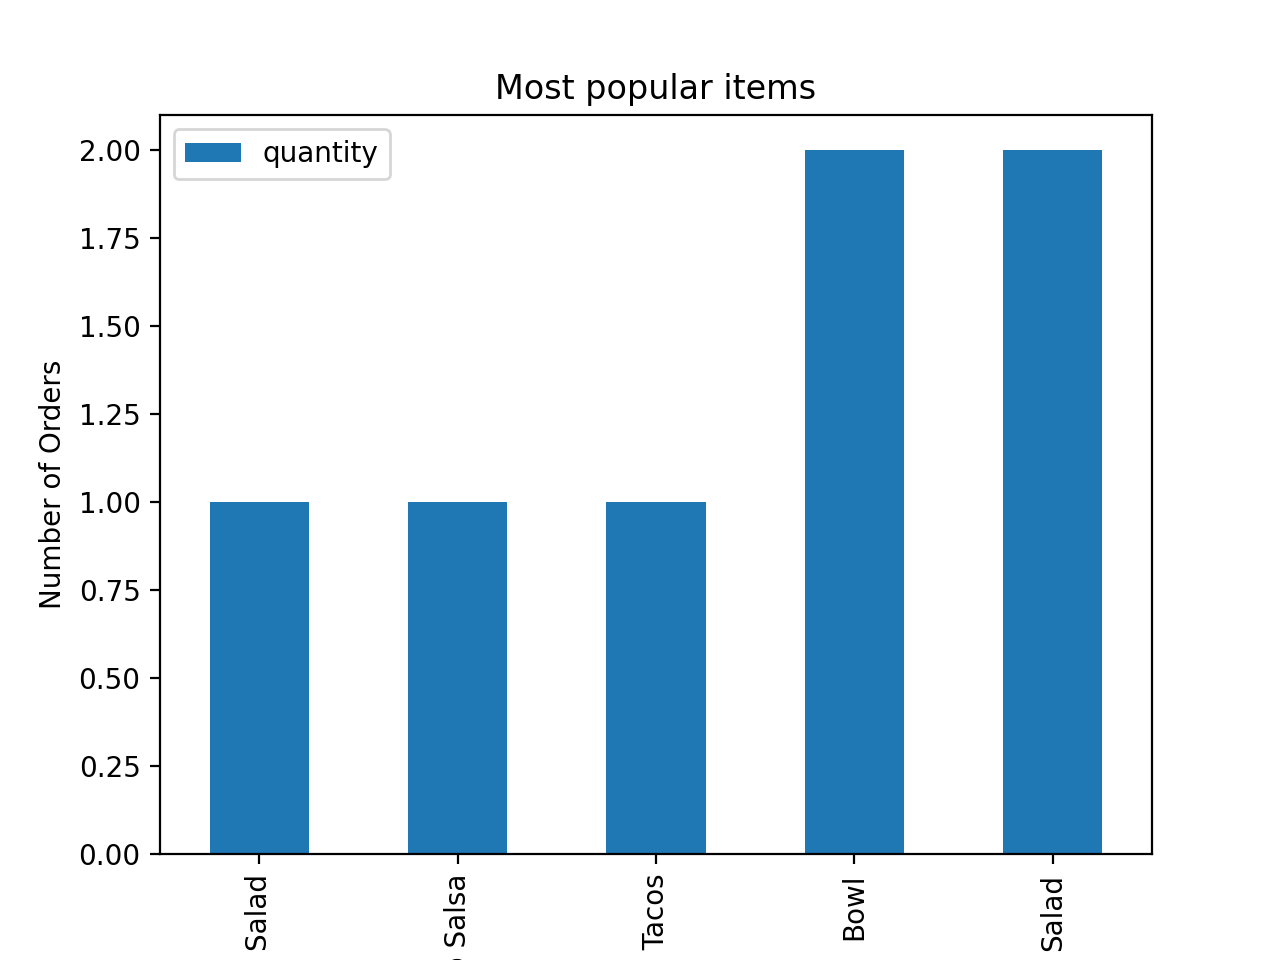 Most popular items
quantity
Number of Orders
2.00
1.75
1.50
1.25
1.00
0.75
0.50
0.25
0.00
Salad
Salsa
Tacos
Bowl
Salad